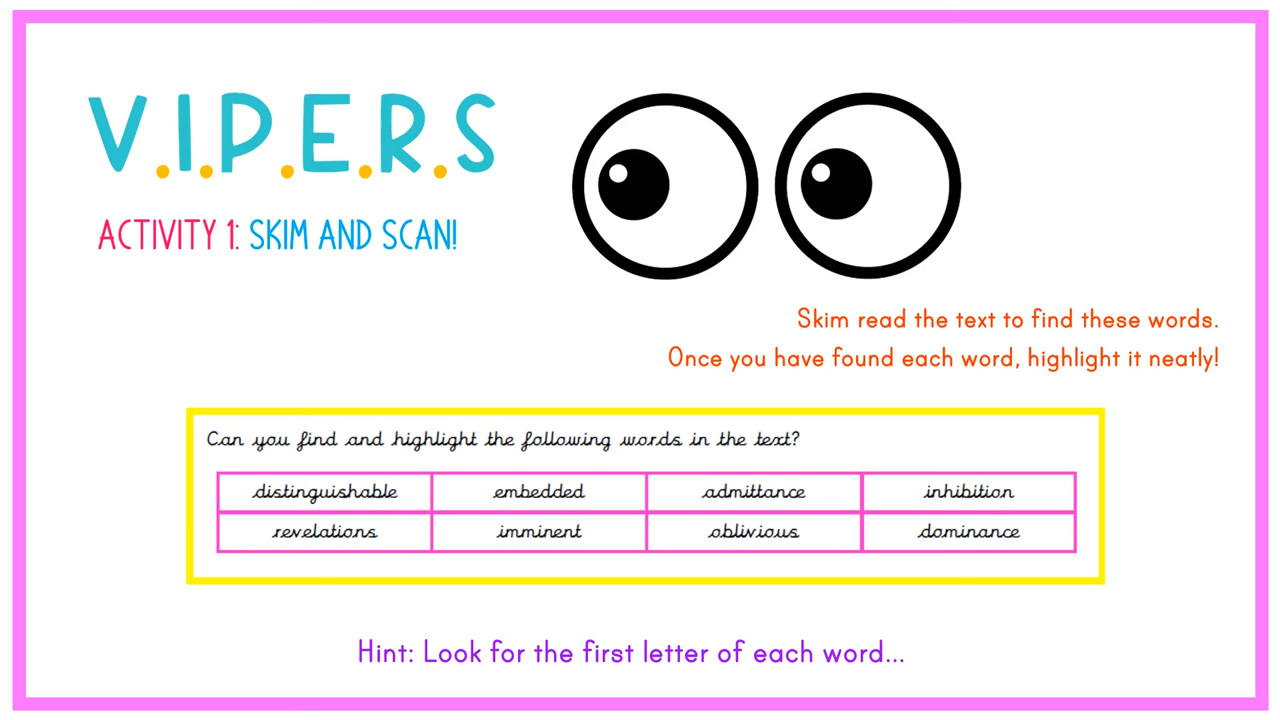 V.I.P.E.R.S
ACTIVITY 1: SKIM AND SCAN!
Skim read the text to find these words.
Once you have found each word, highlight it neatly!
Can you find and highlight the following words in the text?
distinguishable embedded admittance inhibition
revelations imminent oblivious dominance
Hint: Look for the first letter of each word...